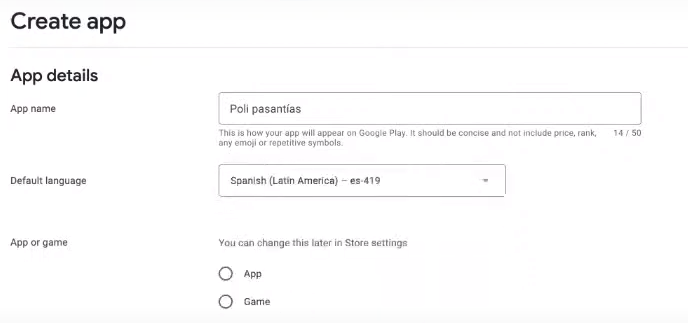 Create app
App details
App name
Poli pasantías
This is how your app will appear on Google Play. It should be concise and not include price, rank,
any emoji or repetitive symbols.
14 / 50
Default language
Spanish (Latin America) – es-419
App or game
You can change this later in Store settings
App
Game